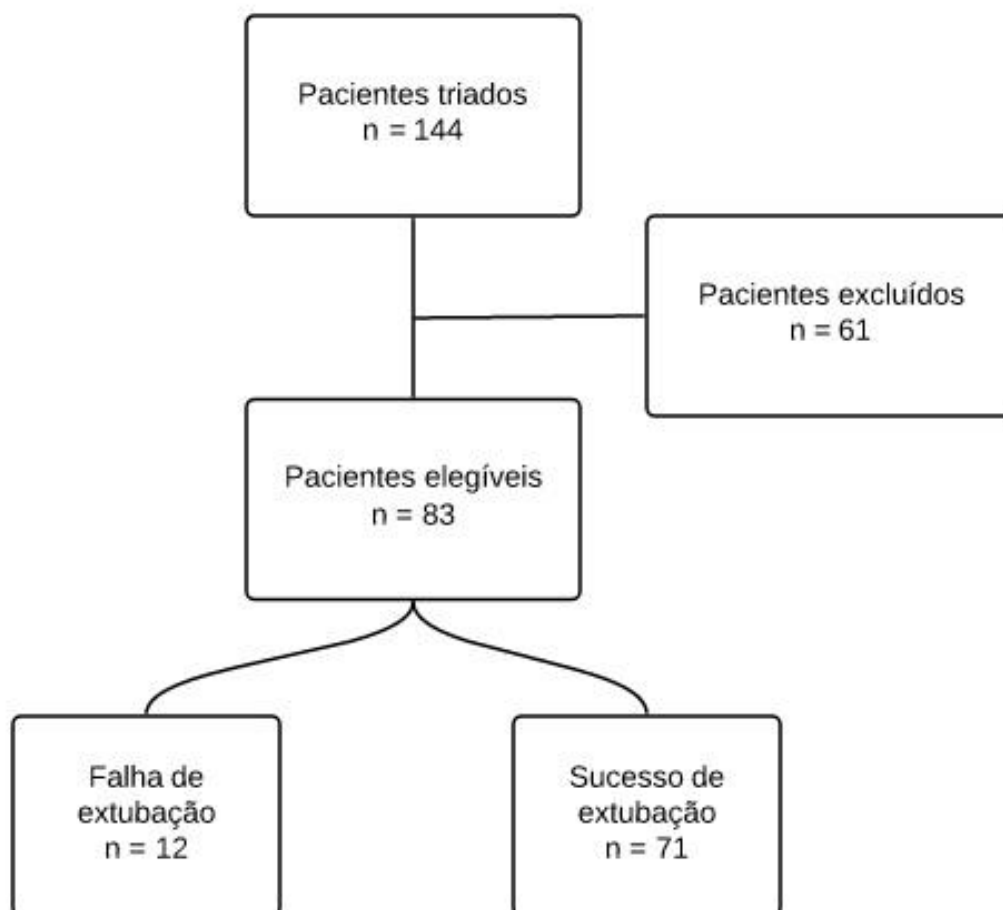 Pacientes triados
n = 144
Pacientes excluídos
n = 61
Pacientes elegíveis
n = 83
Falha de
extubação
n = 12
Sucesso de
extubação
n = 71